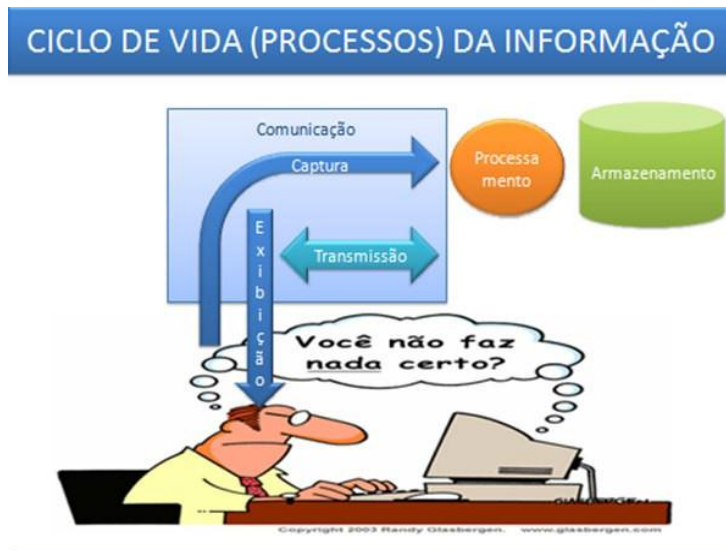 CICLO DE VIDA (PROCESSOS) DA INFORMAÇÃO
Comunicação
Captura
Processa
mento
Armazenamento
Exibição
Transmissão
Você não faz
nada certo?
Copyright 2003 Randy Glasbergen. www.glasbergen.com